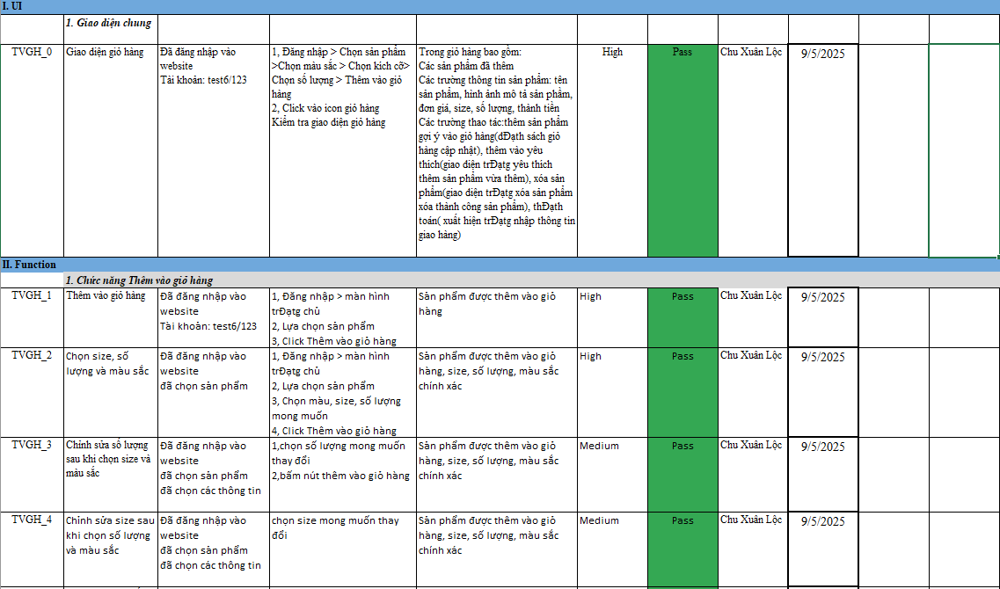 I. UI
1. Giao diện chung
TVGH_0
Giao diện giỏ hàng
Đã đăng nhập vào
website
Tài khoản: test6/123
1, Đăng nhập > Chọn sản phẩm
>Chọn màu sắc > Chọn kích cỡ>
Chọn số lượng > Thêm vào giỏ
hàng
2, Click vào icon giỏ hàng
Kiểm tra giao diện giỏ hàng
Trong giỏ hàng bao gồm:
Các sản phẩm đã thêm
Các trường thông tin sản phẩm: tên
sản phẩm, hình ảnh mô tả sản phầm,
đơn giá, size, số lượng, thành tiền
Các trường thao tác:thêm sản phẩm
gợi ý vào giỏ hàng(dĐạth sách giỏ
hàng cập nhật), thêm vào yêu
thích(giao diện trĐạtg yêu thích
thêm sản phẩm vừa thêm), xóa sản
phẩm(giao diện trĐạtg xóa sản phẩm
xóa thành công sản phẩm), thĐạth
toán( xuất hiện trĐạtg nhập thông tin
giao hàng)
High
Pass
Chu Xuân Lộc
9/5/2025
II. Function
1. Chức năng Thêm vào giỏ hàng
TVGH_1
Thêm vào giỏ hàng
Đã đăng nhập vào
website
Tài khoản: test6/123
1, Đăng nhập > màn hình
trĐạtg chủ
2, Lựa chọn sản phẩm
3, Click Thêm vào giỏ hàng
Sản phẩm được thêm vào giỏ
hàng
High
Pass
Chu Xuân Lộc
9/5/2025
TVGH_2
Chọn size, số
lượng và màu sắc
Đã đăng nhập vào
website
đã chọn sản phẩm
1, Đăng nhập > màn hình
trĐạtg chủ
2, Lựa chọn sản phẩm
3, Chọn màu, size, số lượng
mong muốn
4, Click Thêm vào giỏ hàng
Sản phẩm được thêm vào giỏ
hàng, size, số lượng, màu sắc
chính xác
High
Pass
Chu Xuân Lộc
9/5/2025
TVGH_3
Chỉnh sửa số lượng
sau khi chọn size và
màu sắc
Đã đăng nhập vào
website
đã chọn sản phẩm
đã chọn các thông tin
1,chọn số lượng mong muốn
thay đổi
2,bấm nút thêm vào giỏ hàng
Sản phẩm được thêm vào giỏ
hàng, size, số lượng, màu sắc
chính xác
Medium
Pass
Chu Xuân Lộc
9/5/2025
TVGH_4
Chỉnh sửa size sau
khi chọn số lượng
và màu sắc
Đã đăng nhập vào
website
đã chọn sản phẩm
đã chọn các thông tin
chọn size mong muốn thay
đổi
Sản phẩm được thêm vào giỏ
hàng, size, số lượng, màu sắc
chính xác
Medium
Pass
Chu Xuân Lộc
9/5/2025